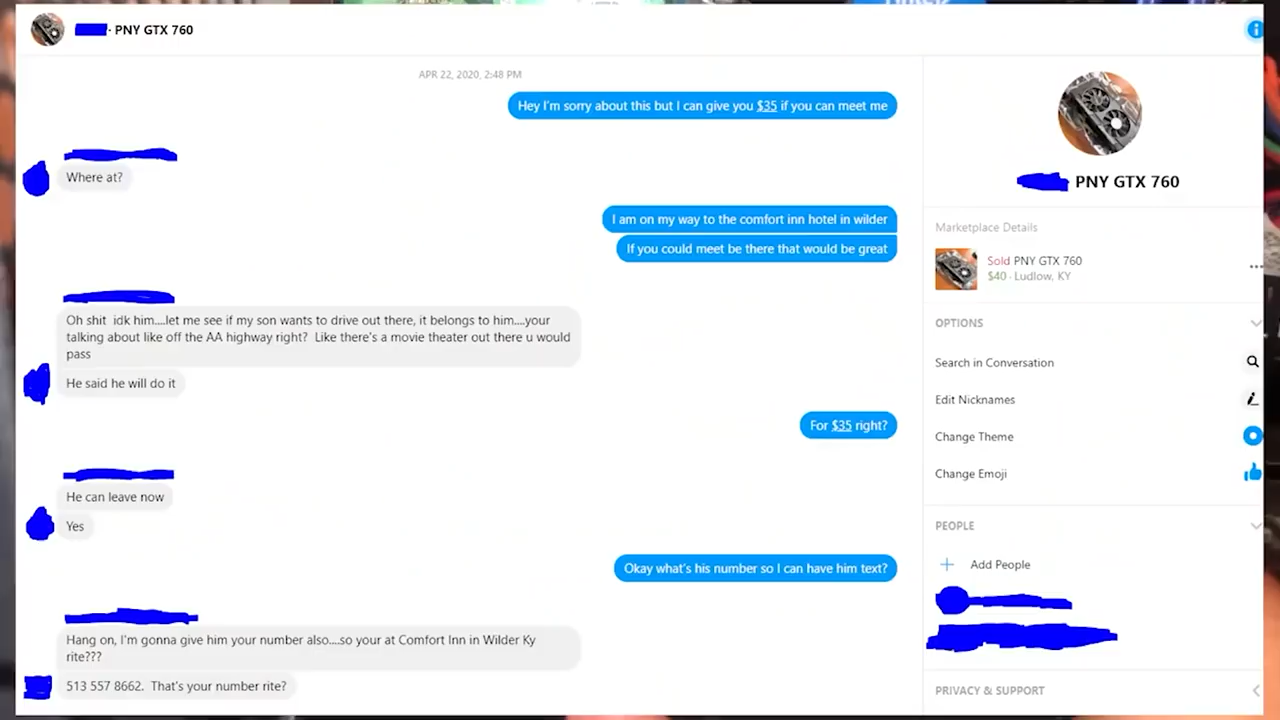 · PNY GTX 760
APR 22, 2020, 2:48 PM
Hey I'm sorry about this but I can give you $35 if you can meet me
Where at?
I am on my way to the comfort inn hotel in wilder
If you could meet be there that would be great
Oh shit idk him....let me see if my son wants to drive out there, it belongs to him....your
talking about like off the AA highway right? Like there's a movie theater out there u would
pass
He said he will do it
For $35 right?
He can leave now
Yes
Okay what's his number so I can have him text?
Hang on, I'm gonna give him your number also....so your at Comfort Inn in Wilder Ky
rite???
513 557 8662. That's your number rite?
PNY GTX 760
Marketplace Details
Sold PNY GTX 760
$40 · Ludlow, KY
OPTIONS
Search in Conversation
Edit Nicknames
Change Theme
Change Emoji
PEOPLE
Add People
PRIVACY & SUPPORT